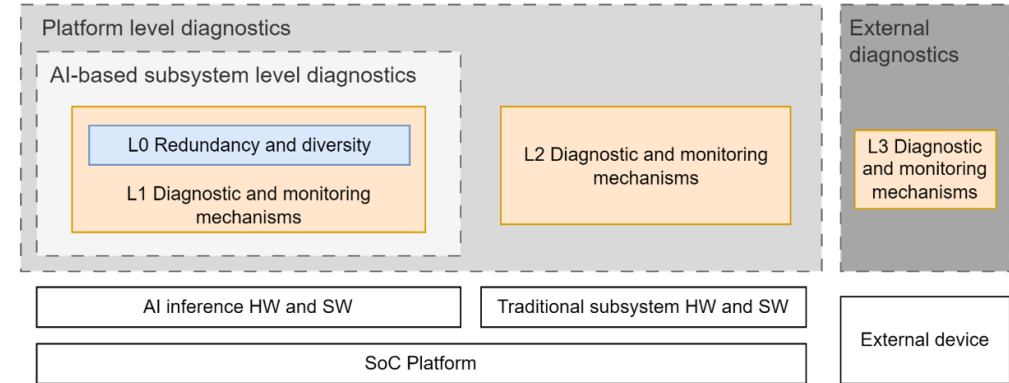 Platform level diagnostics
AI-based subsystem level diagnostics
L0 Redundancy and diversity
L1 Diagnostic and monitoring
mechanisms
L2 Diagnostic and monitoring
mechanisms
External
diagnostics
L3 Diagnostic
and monitoring
mechanisms
AI inference HW and SW
Traditional subsystem HW and SW
SoC Platform
External device